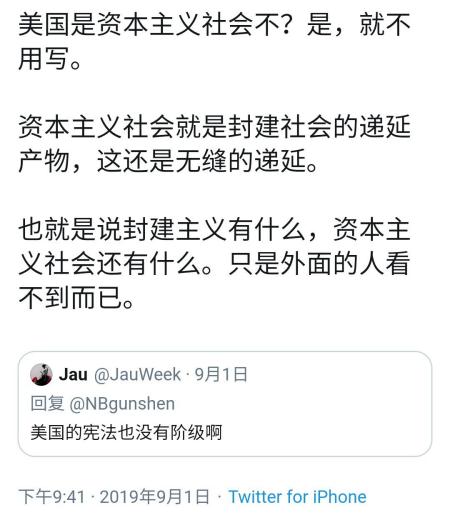 美国是资本主义社会不？是，就不
用写。
资本主义社会就是封建社会的递延
产物，这还是无缝的递延。
也就是说封建主义有什么，资本主
义社会还有什么。只是外面的人看
不到而已。
Jau @JauWeek · 9月1日
回复 @NBgunshen
美国的宪法也没有阶级啊
下午9:41 · 2019年9月1日 · Twitter for iPhone